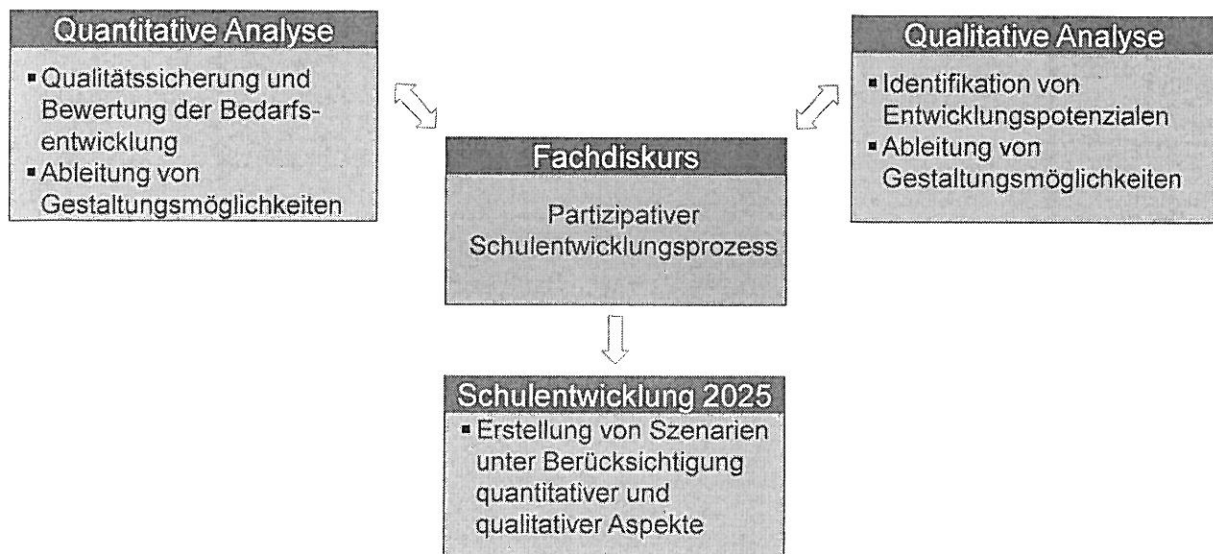 Quantitative Analyse
▪ Qualitätssicherung und
Bewertung der Bedarfs-
entwicklung
▪ Ableitung von
Gestaltungsmöglichkeiten
Qualitative Analyse
▪ Identifikation von
Entwicklungspotenzialen
▪ Ableitung von
Gestaltungsmöglichkeiten
Fachdiskurs
Partizipativer
Schulentwicklungsprozess
Schulentwicklung 2025
▪ Erstellung von Szenarien
unter Berücksichtigung
quantitativer und
qualitativer Aspekte